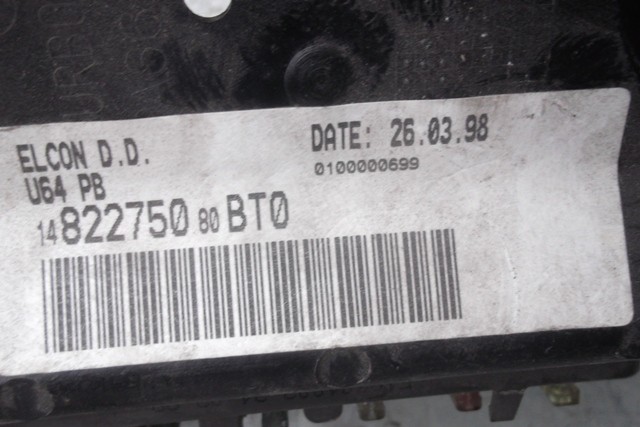 ELCON D.D.
DATE: 26.03.98
U64 PB
0100000699
14 822750 80 BT0